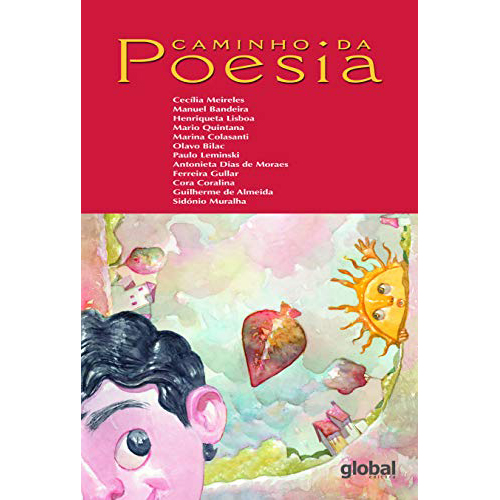 CAMINHO DA
Poesia
Cecília Meireles
Manuel Bandeira
Henriqueta Lisboa
Mario Quintana
Marina Colasanti
Olavo Bilac
Paulo Leminski
Antonieta Dias de Moraes
Ferreira Gullar
Cora Coralina
Guilherme de Almeida
Sidónio Muralha
global
editora